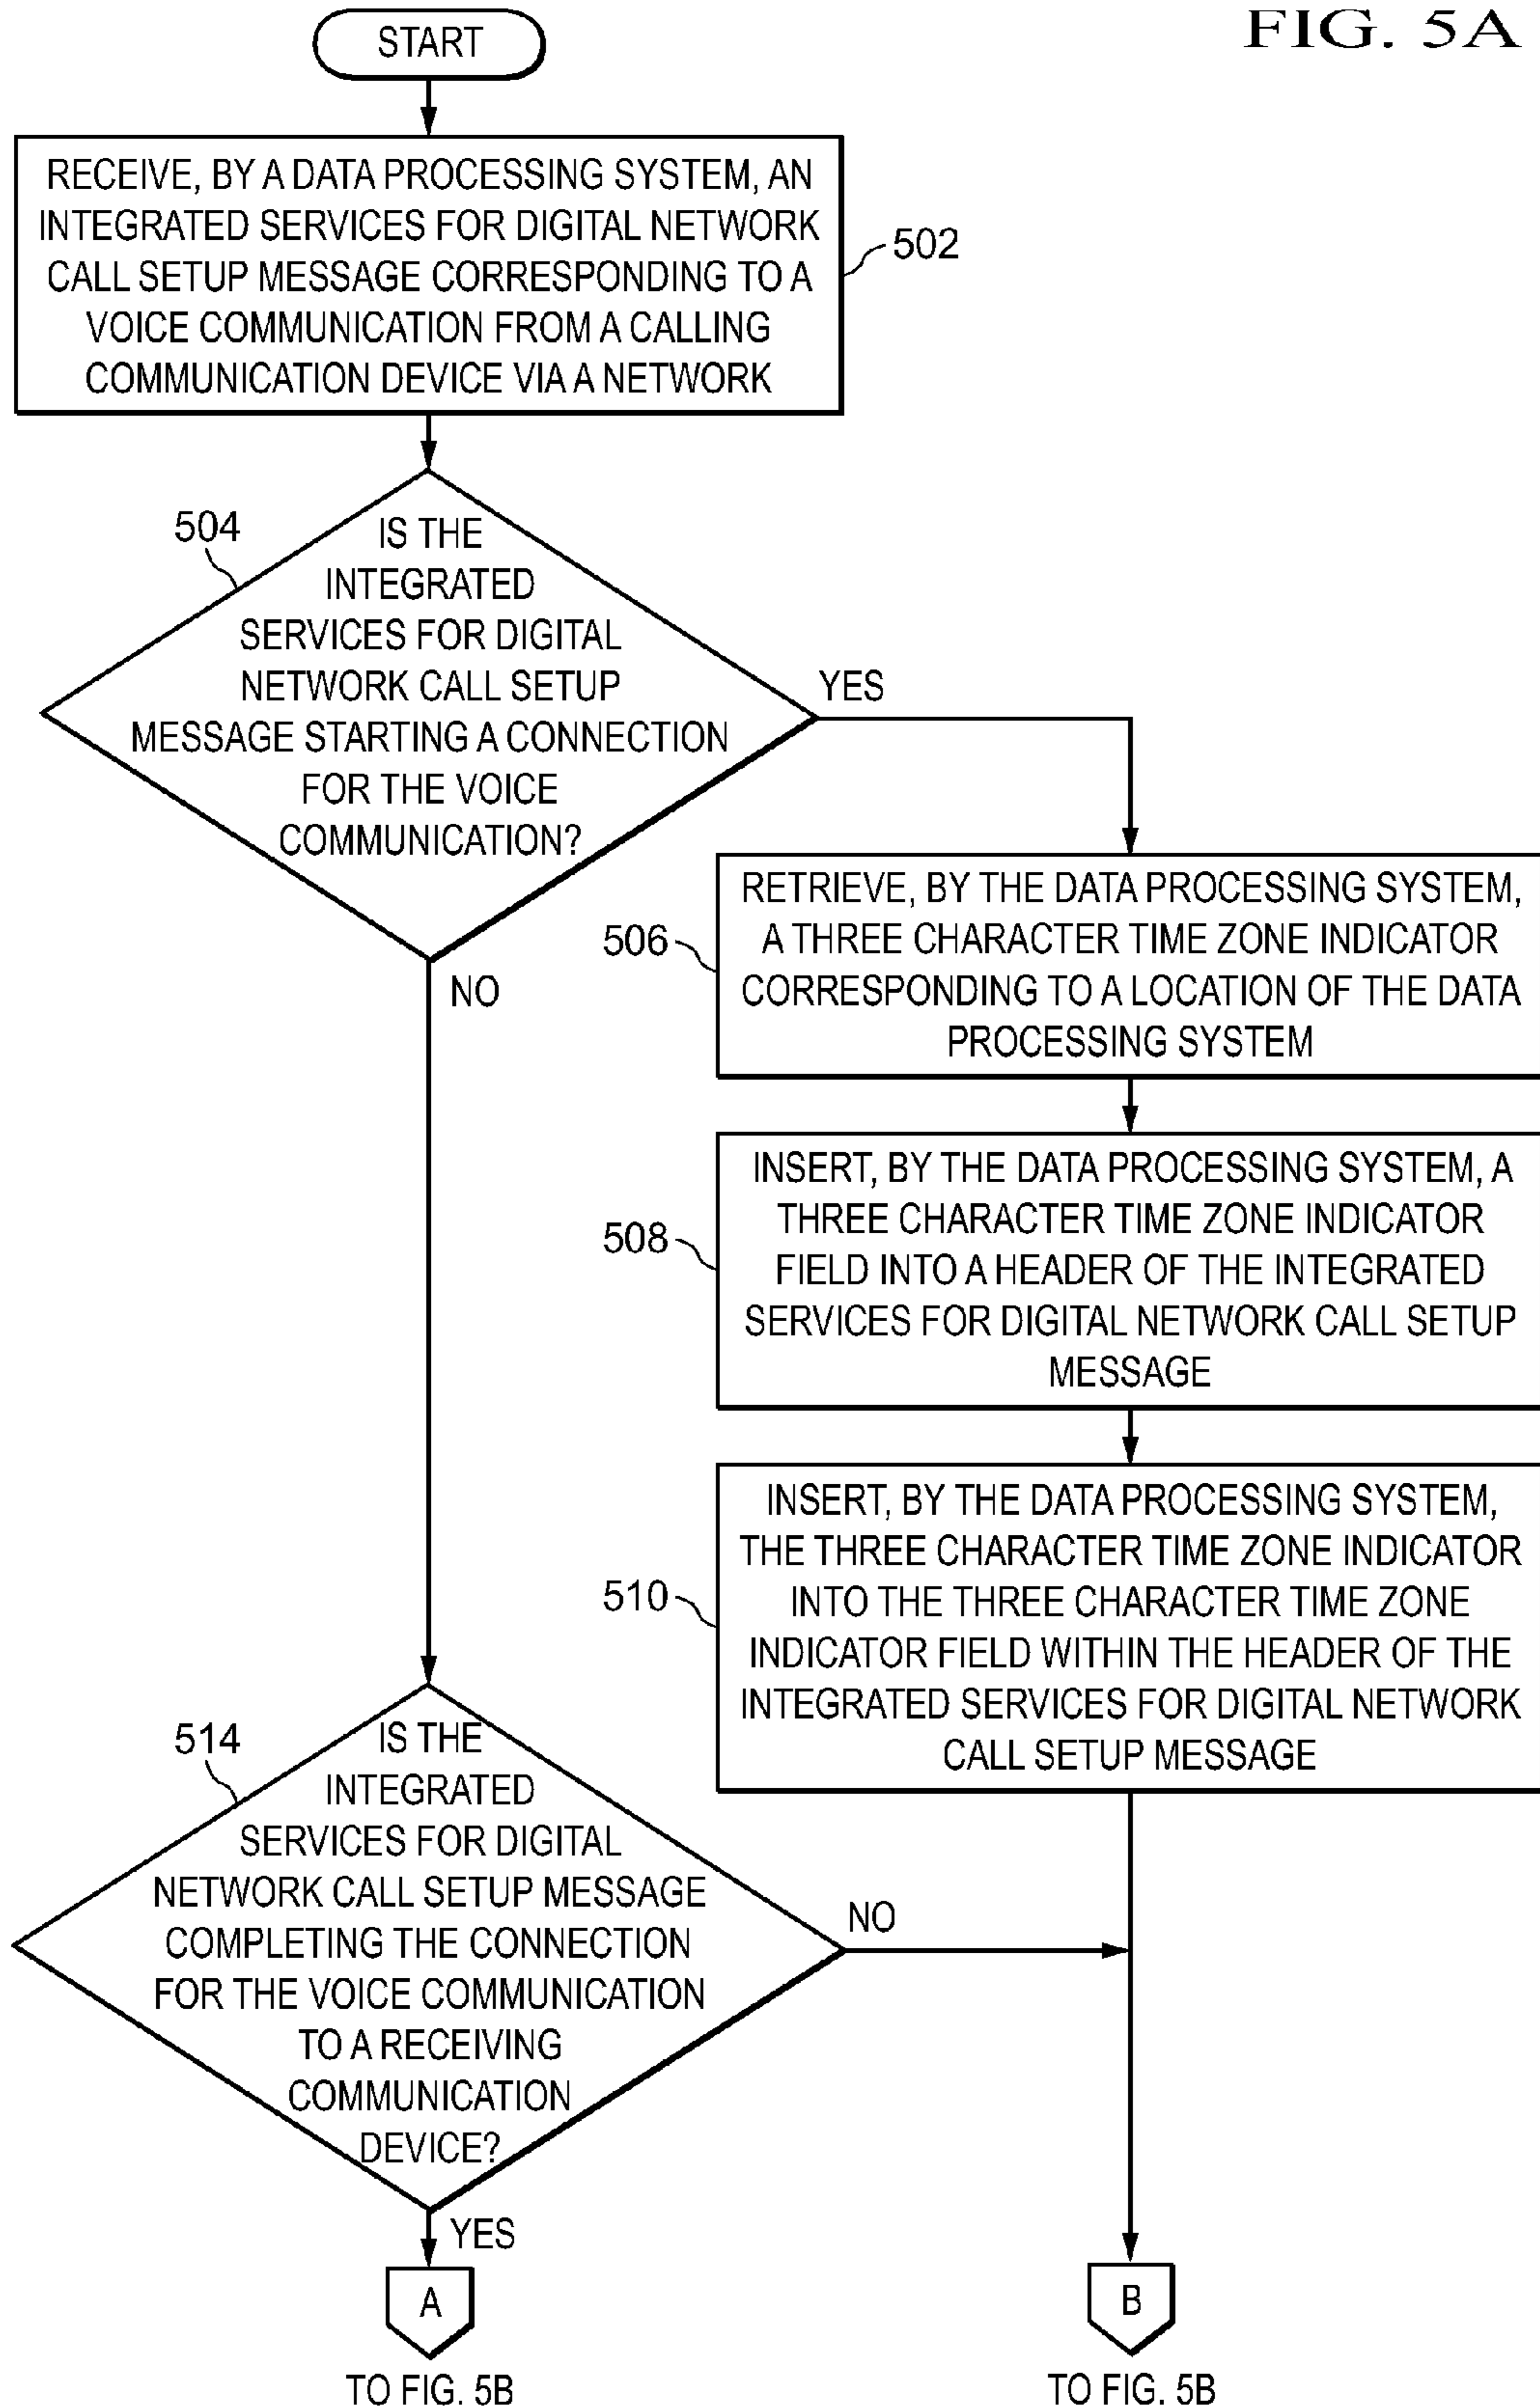 FIG. 5A
START
RECEIVE, BY A DATA PROCESSING SYSTEM, AN
INTEGRATED SERVICES FOR DIGITAL NETWORK
CALL SETUP MESSAGE CORRESPONDING TO A
VOICE COMMUNICATION FROM A CALLING
COMMUNICATION DEVICE VIA A NETWORK
502
504
IS THE
INTEGRATED
SERVICES FOR DIGITAL
NETWORK CALL SETUP
MESSAGE STARTING A CONNECTION
FOR THE VOICE
COMMUNICATION?
YES
NO
506
RETRIEVE, BY THE DATA PROCESSING SYSTEM,
A THREE CHARACTER TIME ZONE INDICATOR
CORRESPONDING TO A LOCATION OF THE DATA
PROCESSING SYSTEM
508
INSERT, BY THE DATA PROCESSING SYSTEM, A
THREE CHARACTER TIME ZONE INDICATOR
FIELD INTO A HEADER OF THE INTEGRATED
SERVICES FOR DIGITAL NETWORK CALL SETUP
MESSAGE
510
INSERT, BY THE DATA PROCESSING SYSTEM,
THE THREE CHARACTER TIME ZONE INDICATOR
INTO THE THREE CHARACTER TIME ZONE
INDICATOR FIELD WITHIN THE HEADER OF THE
INTEGRATED SERVICES FOR DIGITAL NETWORK
CALL SETUP MESSAGE
514
IS THE
INTEGRATED
SERVICES FOR DIGITAL
NETWORK CALL SETUP MESSAGE
COMPLETING THE CONNECTION
FOR THE VOICE COMMUNICATION
TO A RECEIVING
COMMUNICATION
DEVICE?
NO
YES
A
TO FIG. 5B
B
TO FIG. 5B